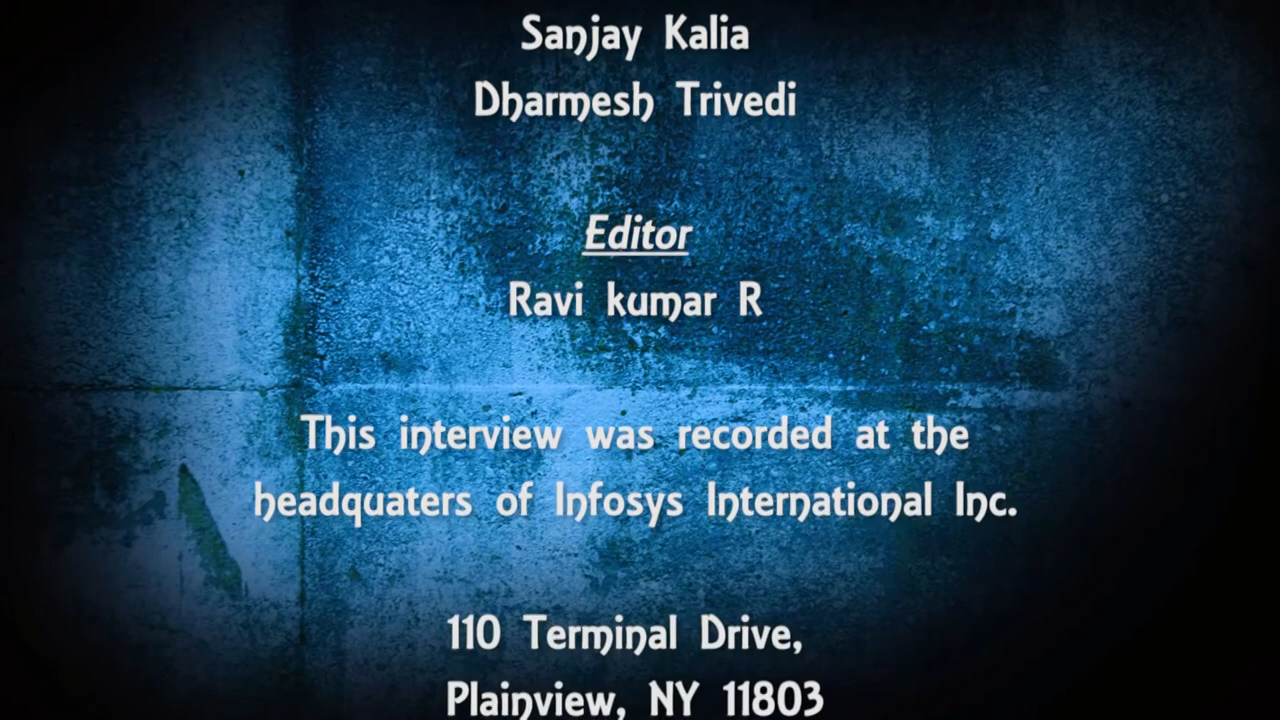 Sanjay Kalia
Dharmesh Trivedi
Editor
Ravi kumar R
This interview was recorded at the
headquaters of Infosys International Inc.
110 Terminal Drive,
Plainview, NY 11803